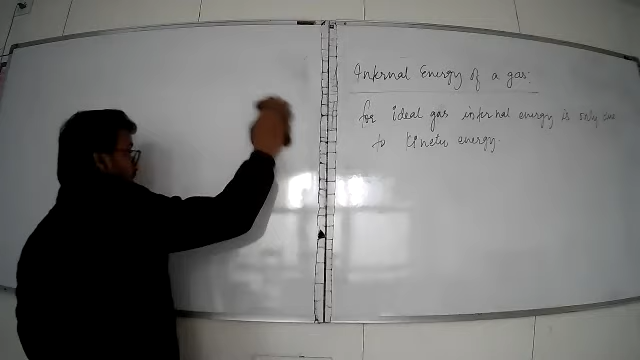 Internal Energy of a gas:
for ideal gas internal energy is only due
to kinetic energy.